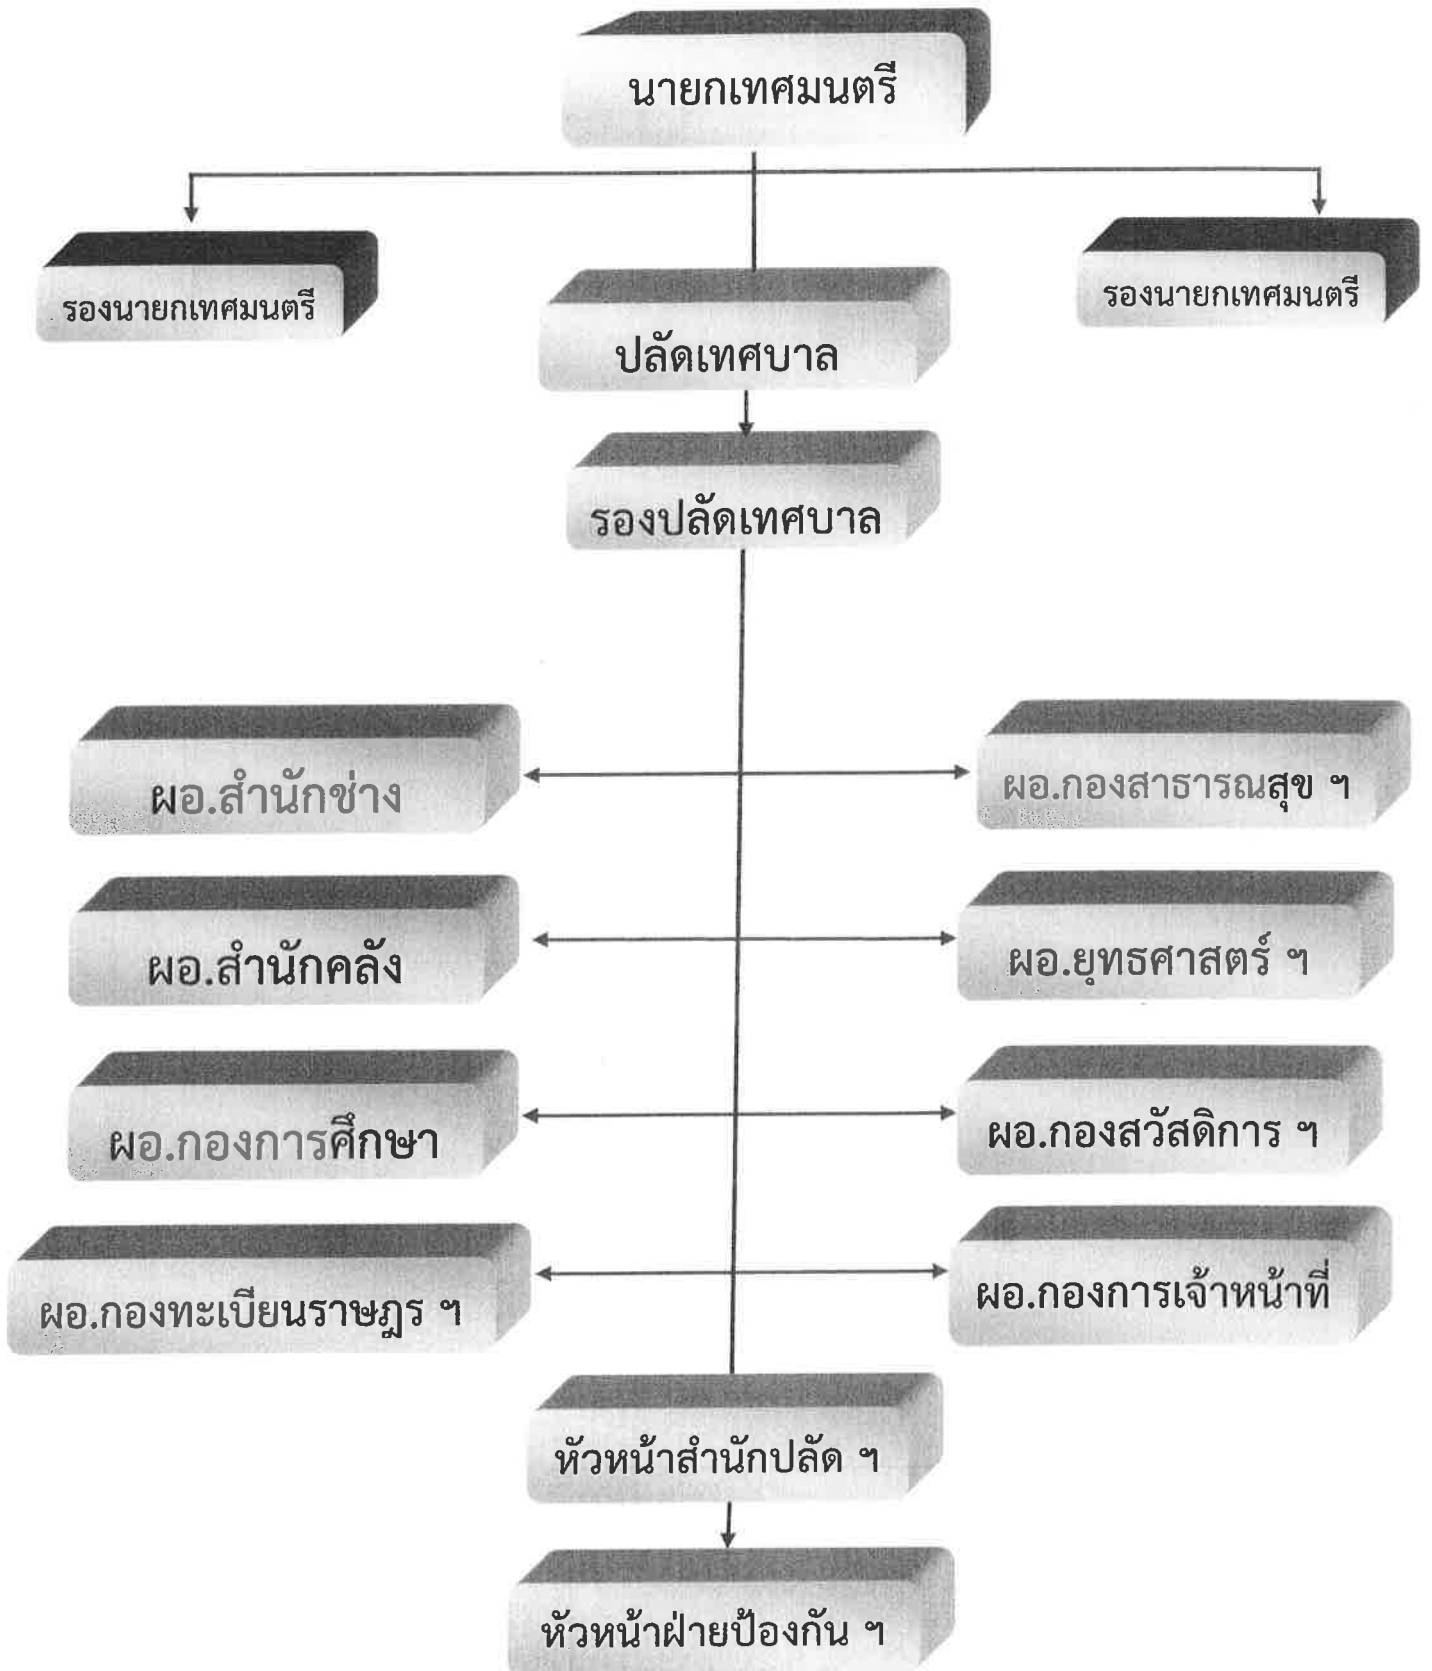 นายกเทศมนตรี
รองนายกเทศมนตรี
รองนายกเทศมนตรี
ปลัดเทศบาล
รองปลัดเทศบาล
ผอ.สำนักช่าง
ผอ.กองสาธารณสุข ฯ
ผอ.สำนักคลัง
ผอ.ยุทธศาสตร์ ฯ
ผอ.กองการศึกษา
ผอ.กองสวัสดิการ ฯ
ผอ.กองทะเบียนราษฎร ฯ
ผอ.กองการเจ้าหน้าที่
หัวหน้าสำนักปลัด ฯ
หัวหน้าฝ่ายป้องกัน ฯ